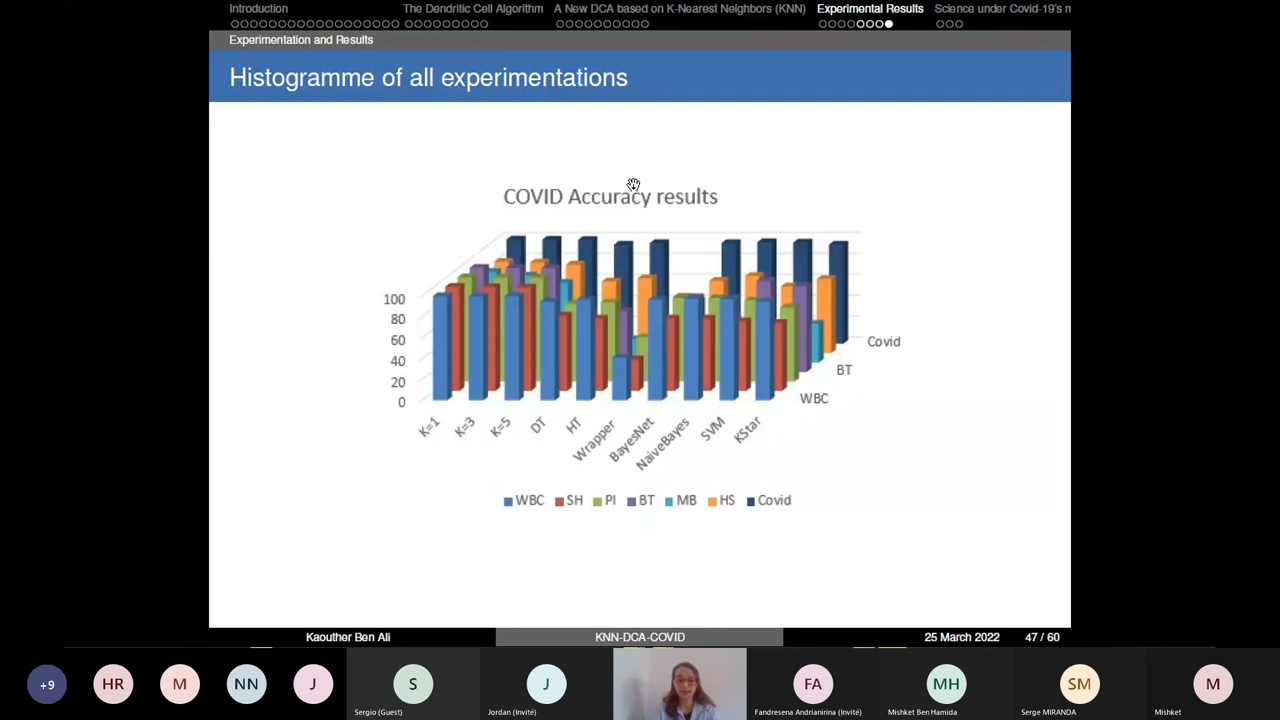 Introduction
The Dendritic Cell Algorithm
A New DCA based on K-Nearest Neighbors (KNN)
Experimental Results
Science under Covid-19's
Experimentation and Results
Histogramme of all experimentations
COVID Accuracy results
100
80
60
40
20
0
K=1
K=3
K=5
DT
HT
Wrapper
BayesNet
NaiveBayes
SVM
KStar
WBC
BT
Covid
WBC SH PI BT MB HS Covid
Kaouther Ben Ali
KNN-DCA-COVID
25 March 2022 47 / 60
+9
HR
M
NN
J
S
Sergio (Guest)
J
Jordan (Invité)
FA
Fandresena Andrianirina (Invité)
MH
Mishket Ben Hamida
SM
Serge MIRANDA
M
Mishket